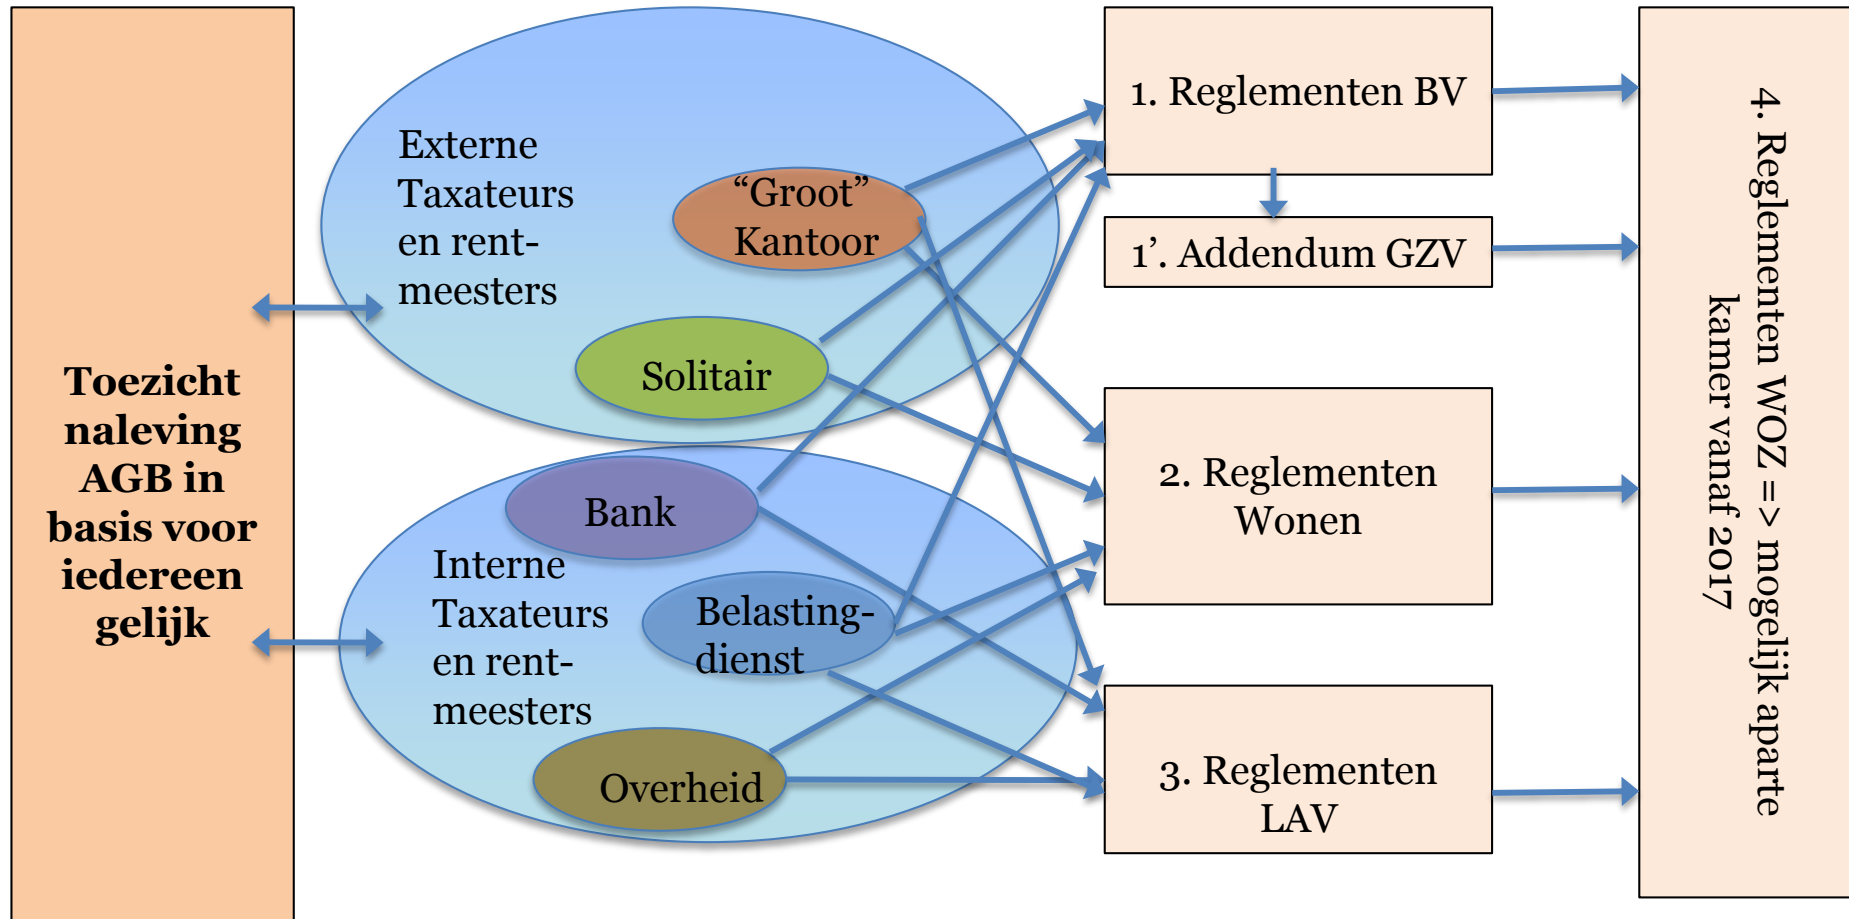 Toezicht
naleving
AGB in
basis voor
iedereen
gelijk
Externe
Taxateurs
en rent-
meesters
“Groot”
Kantoor
Solitair
Bank
Interne
Taxateurs
en rent-
meesters
Belasting-
dienst
Overheid
1. Reglementen BV
1’. Addendum GZV
2. Reglementen
Wonen
3. Reglementen
LAV
4. Reglementen WOZ => mogelijk aparte
kamer vanaf 2017